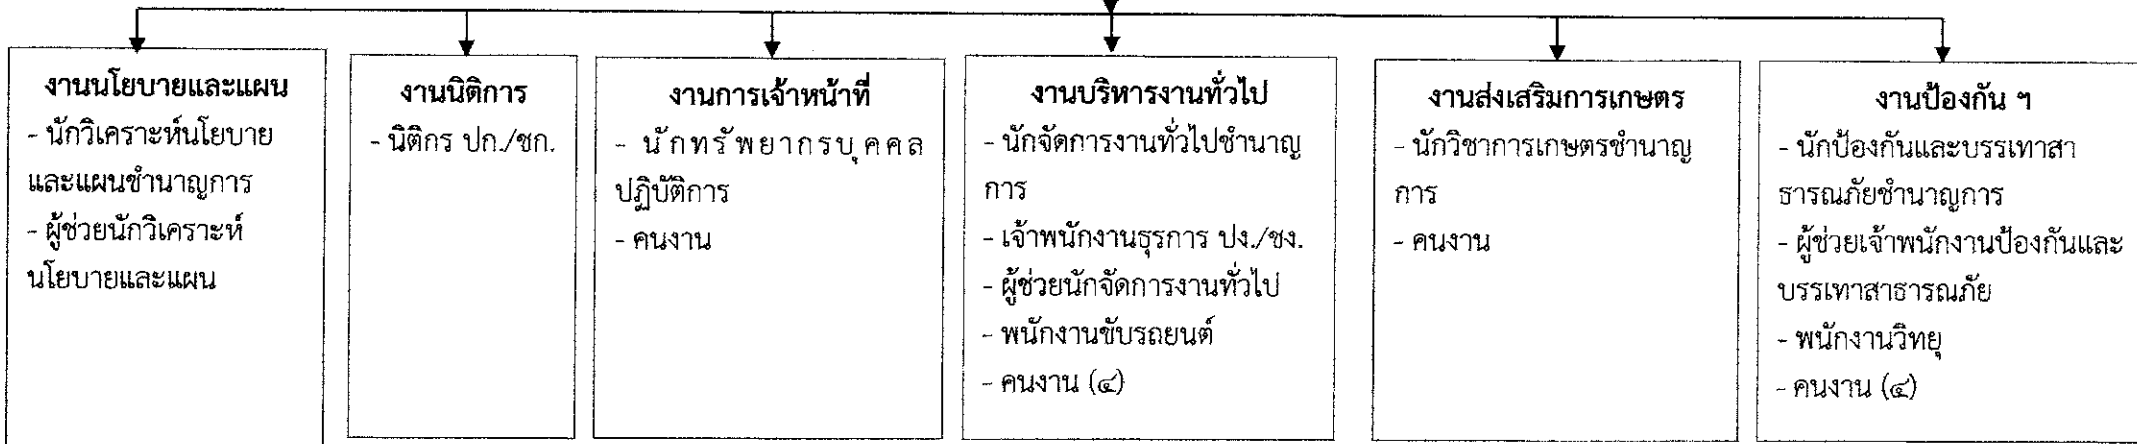 งานนโยบายและแผน
- นักวิเคราะห์นโยบาย
และแผนชำนาญการ
- ผู้ช่วยนักวิเคราะห์
นโยบายและแผน
งานนิติการ
- นิติกร ปก./ชก.
งานการเจ้าหน้าที่
- นักทรัพยากรบุคคล
ปฏิบัติการ
- คนงาน
งานบริหารงานทั่วไป
- นักจัดการงานทั่วไปชำนาญ
การ
- เจ้าพนักงานธุรการ ปง./ชง.
- ผู้ช่วยนักจัดการงานทั่วไป
- พนักงานขับรถยนต์
- คนงาน (๔)
งานส่งเสริมการเกษตร
- นักวิชาการเกษตรชำนาญ
การ
- คนงาน
งานป้องกัน ฯ
- นักป้องกันและบรรเทาสา
ธารณภัยชำนาญการ
- ผู้ช่วยเจ้าพนักงานป้องกันและ
บรรเทาสาธารณภัย
- พนักงานวิทยุ
- คนงาน (๔)